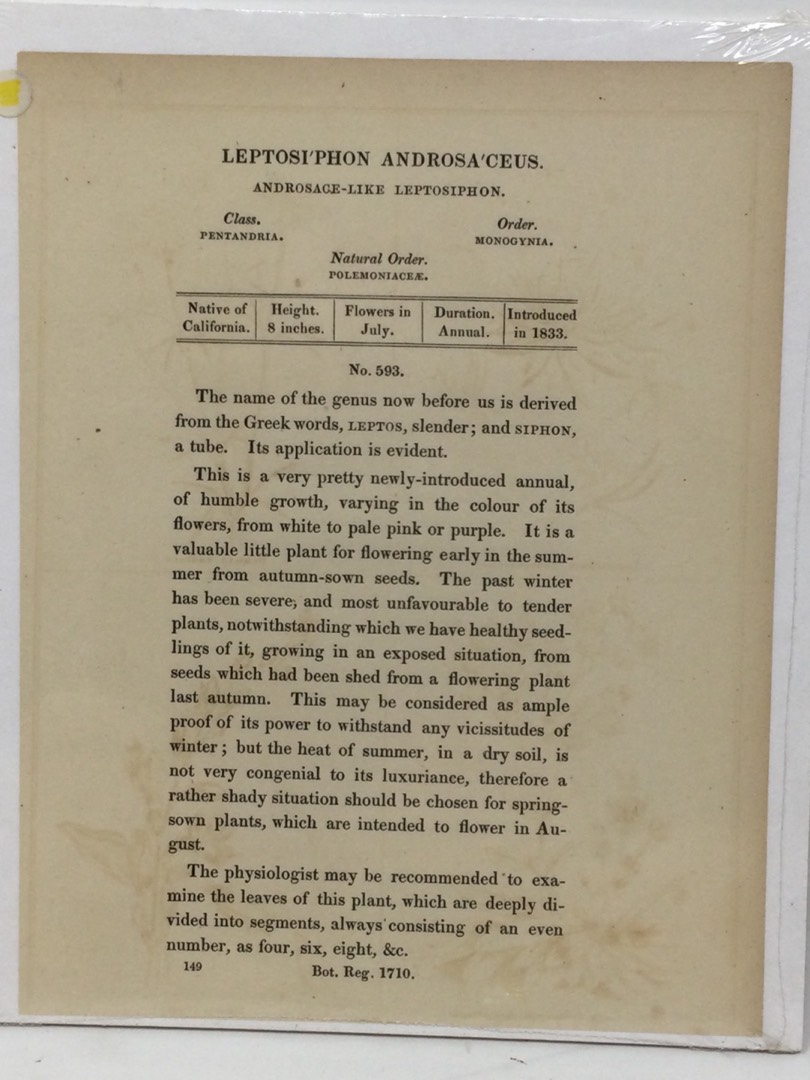 LEPTOSI'PHON ANDROSA'CEUS.
ANDROSACE-LIKE LEPTOSIPHON.
Class. Order.
PENTANDRIA. MONOGYNIA.
Natural Order.
POLEMONIACEÆ.
Native of Height. Flowers in Duration. Introduced
California. 8 inches. July. Annual. in 1833.
No. 593.
The name of the genus now before us is derived
from the Greek words, LEPTOS, slender; and SIPHON,
a tube. Its application is evident.
This is a very pretty newly-introduced annual,
of humble growth, varying in the colour of its
flowers, from white to pale pink or purple. It is a
valuable little plant for flowering early in the sum-
mer from autumn-sown seeds. The past winter
has been severe, and most unfavourable to tender
plants, notwithstanding which we have healthy seed-
lings of it, growing in an exposed situation, from
seeds which had been shed from a flowering plant
last autumn. This may be considered as ample
proof of its power to withstand any vicissitudes of
winter; but the heat of summer, in a dry soil, is
not very congenial to its luxuriance, therefore a
rather shady situation should be chosen for spring-
sown plants, which are intended to flower in Au-
gust.
The physiologist may be recommended to exa-
mine the leaves of this plant, which are deeply di-
vided into segments, always consisting of an even
number, as four, six, eight, &c.
149 Bot. Reg. 1710.